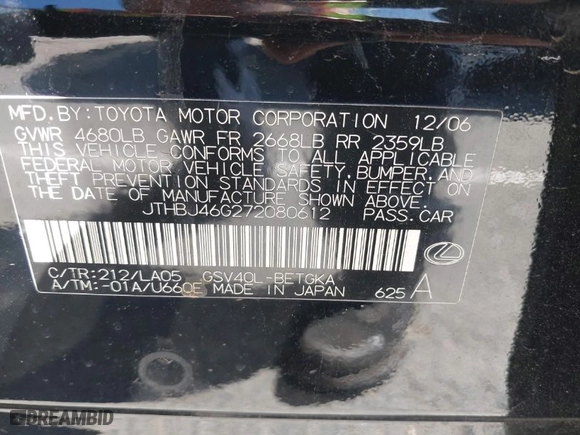 MFD. BY: TOYOTA MOTOR CORPORATION 12/06
GVWR 4680LB GAWR FR 2668LB RR 2359LB
THIS VEHICLE CONFORMS TO ALL APPLICABLE
FEDERAL MOTOR VEHICLE SAFETY, BUMPER, AND
THEFT PREVENTION STANDARDS IN EFFECT ON
THE DATE OF MANUFACTURE SHOWN ABOVE.
JTHBJ46G272080612 PASS. CAR
C/TR: 212/LA05 GSV40L-BETGKA
A/TM: -01A/U660E MADE IN JAPAN 625 A
DREAMBID